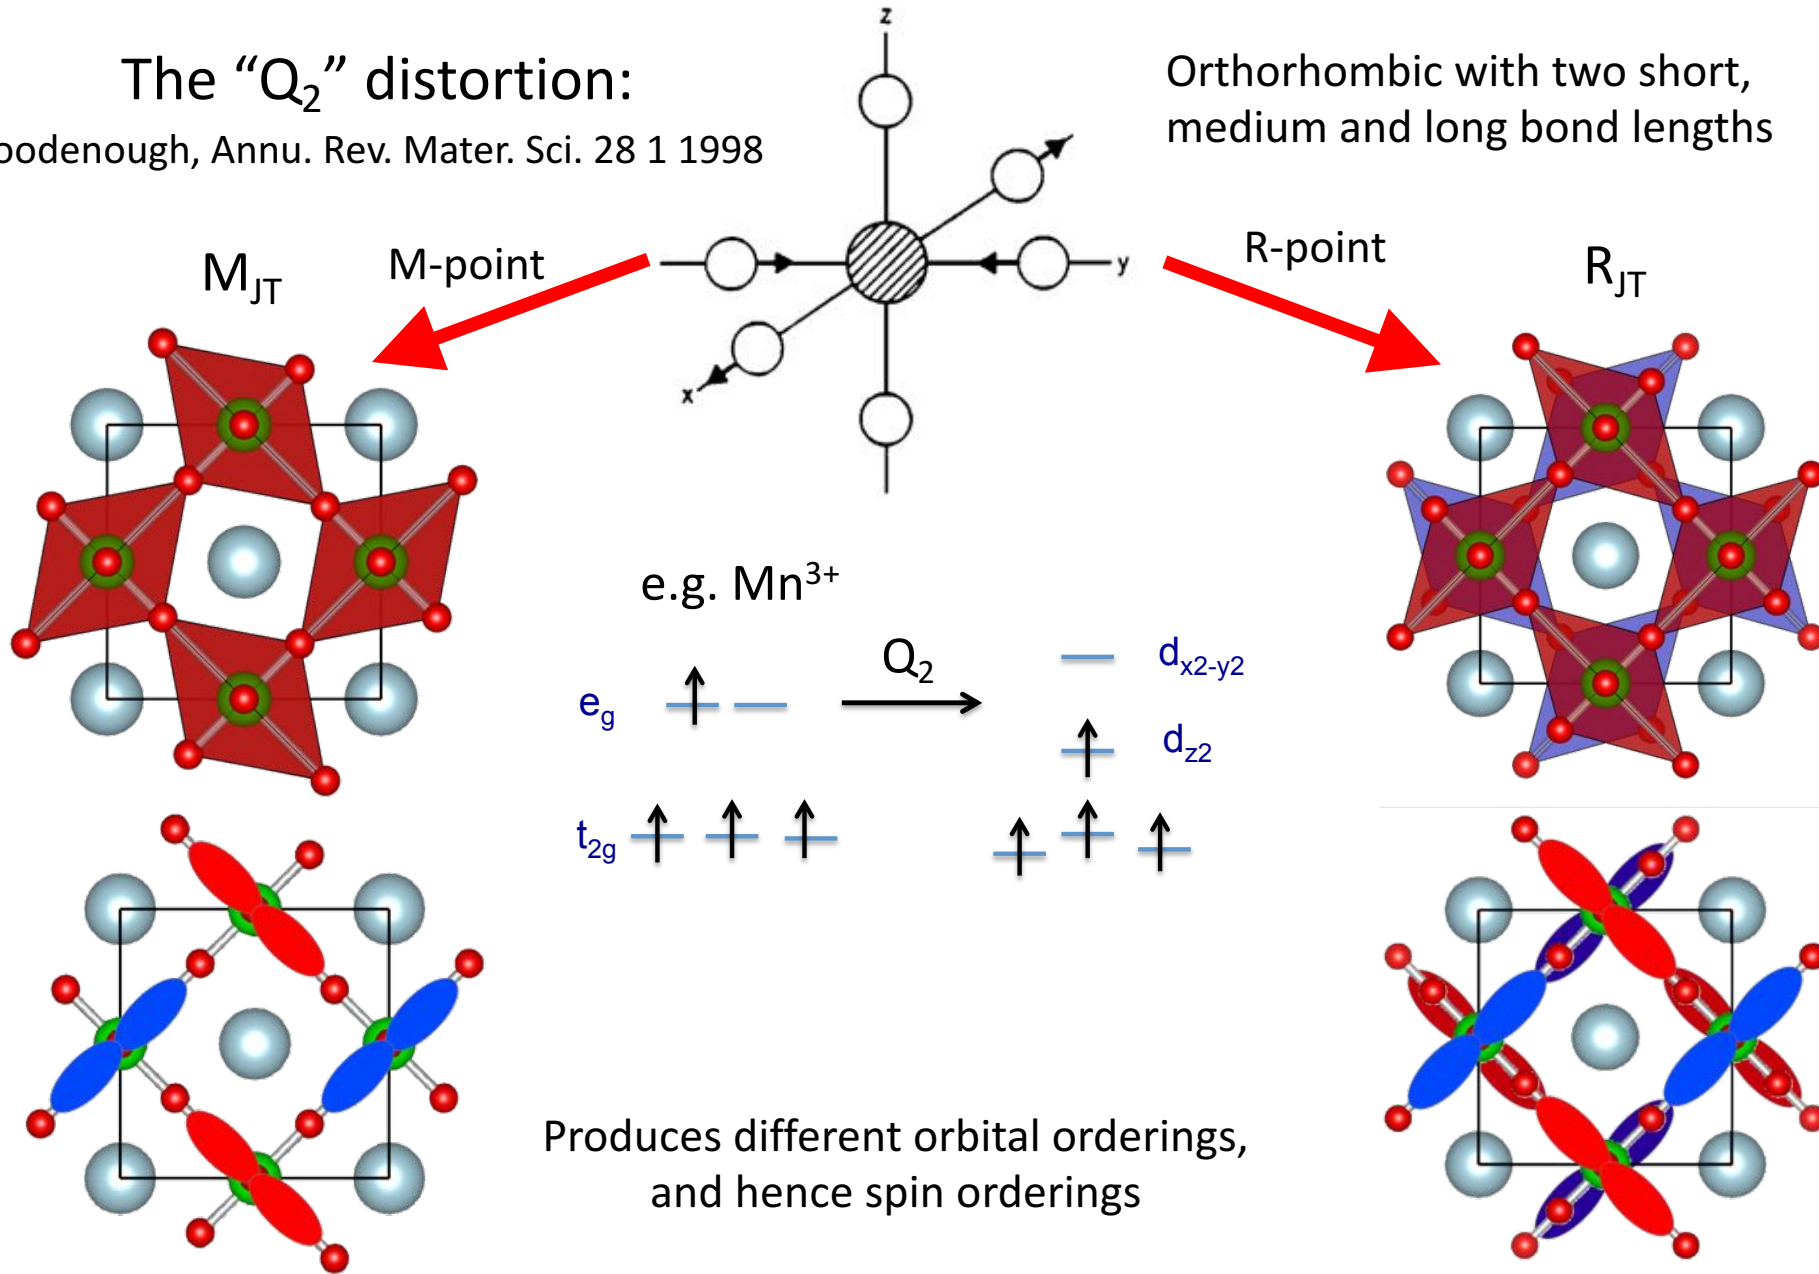 The “Q2” distortion:
oodenough, Annu. Rev. Mater. Sci. 28 1 1998
Orthorhombic with two short,
medium and long bond lengths
z
y
x
MJT
M-point
R-point
RJT
e.g. Mn3+
eg
Q2
dx2-y2
dz2
t2g
Produces different orbital orderings,
and hence spin orderings